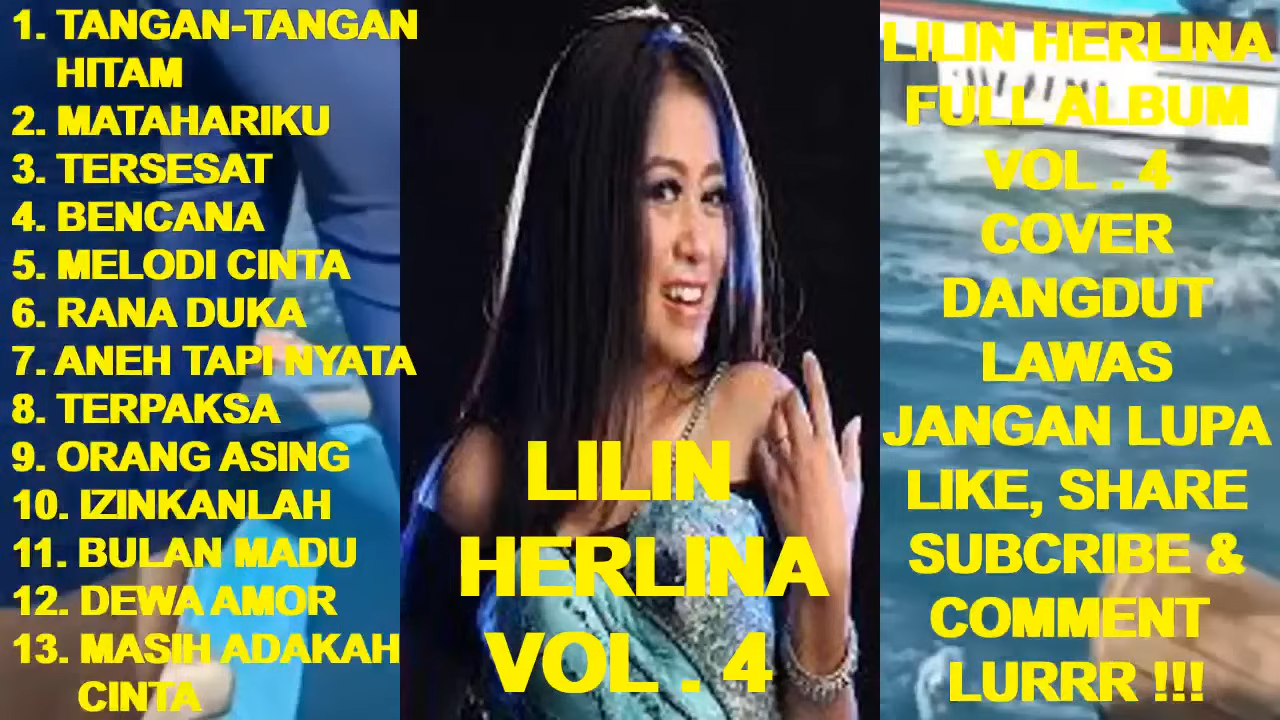 1. TANGAN-TANGAN
HITAM
2. MATAHARIKU
3. TERSESAT
4. BENCANA
5. MELODI CINTA
6. RANA DUKA
7. ANEH TAPI NYATA
8. TERPAKSA
9. ORANG ASING
10. IZINKANLAH
11. BULAN MADU
12. DEWA AMOR
13. MASIH ADAKAH
CINTA
LILIN
HERLINA
VOL . 4
LILIN HERLINA
FULL ALBUM
VOL . 4
COVER
DANGDUT
LAWAS
JANGAN LUPA
LIKE, SHARE
SUBCRIBE &
COMMENT
LURRR !!!